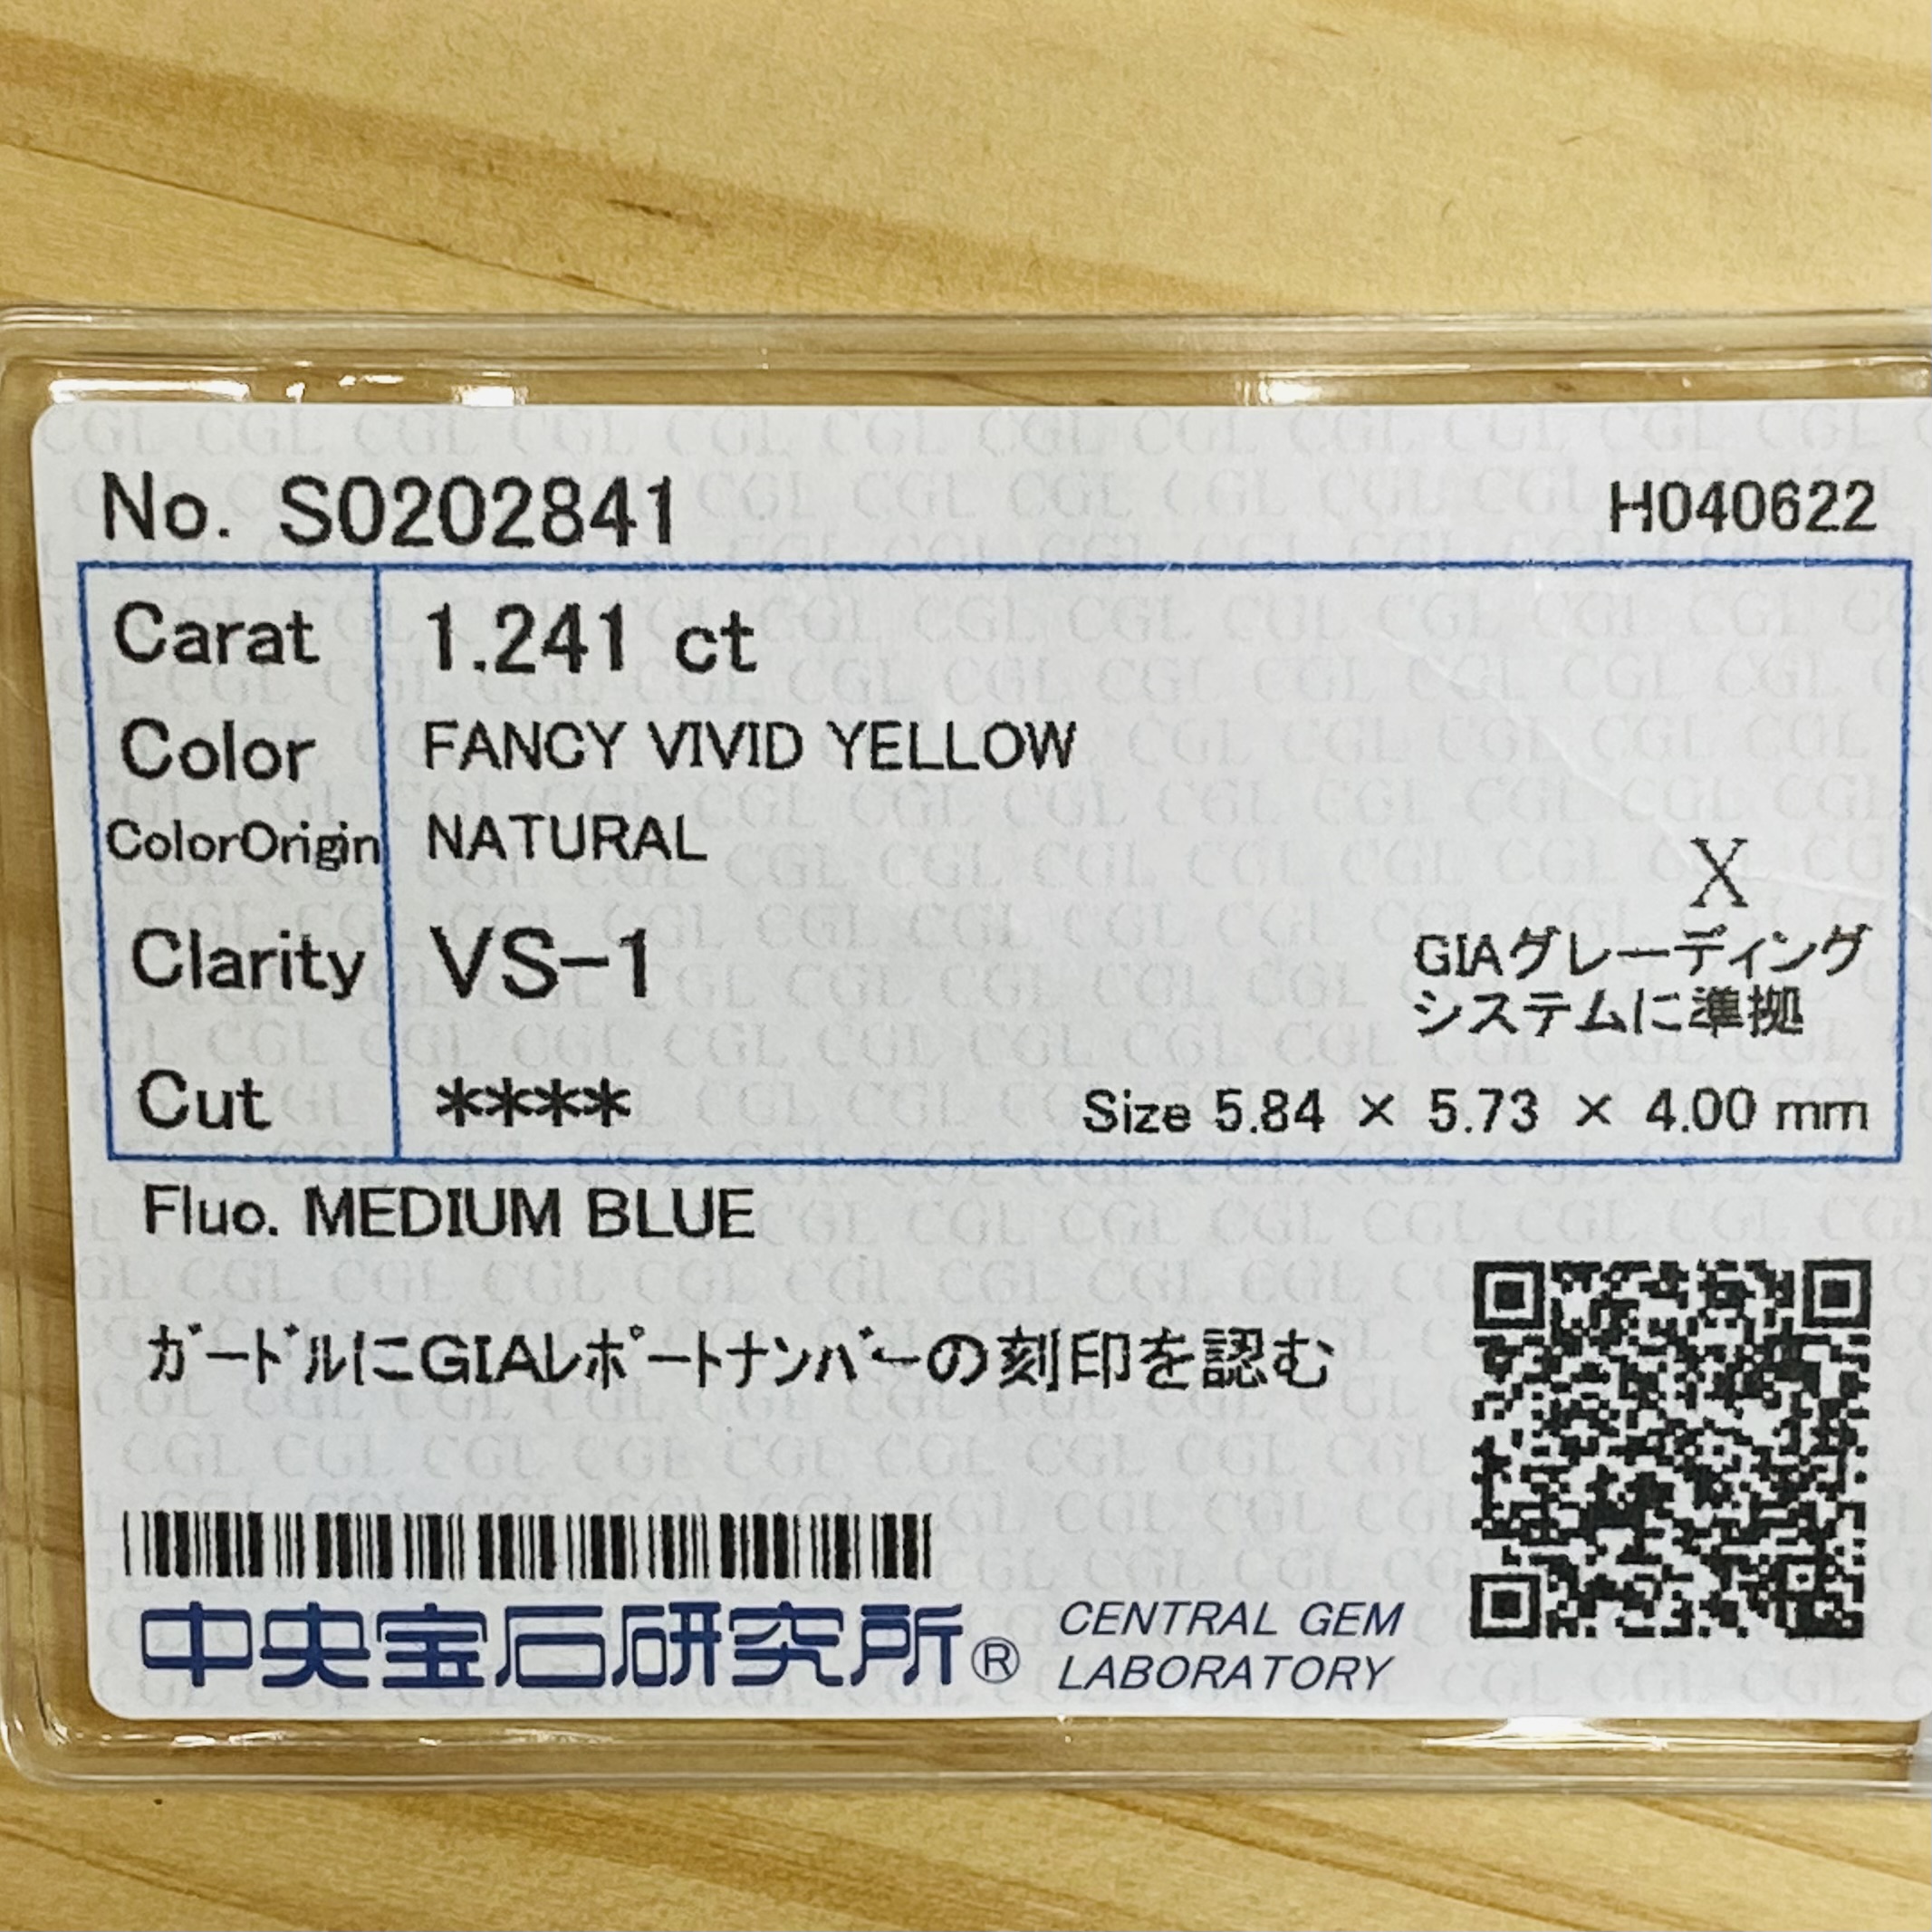 No. S0202841 H040622
Carat 1.241 ct
Color FANCY VIVID YELLOW
ColorOrigin NATURAL
X
Clarity VS-1
GIAグレーディング
システムに準拠
Cut **** Size 5.84 × 5.73 × 4.00 mm
Fluo. MEDIUM BLUE
ｶﾞｰﾄﾞﾙにGIAﾚﾎﾟｰﾄﾅﾝﾊﾞｰの刻印を認む
中央宝石研究所® CENTRAL GEM
LABORATORY